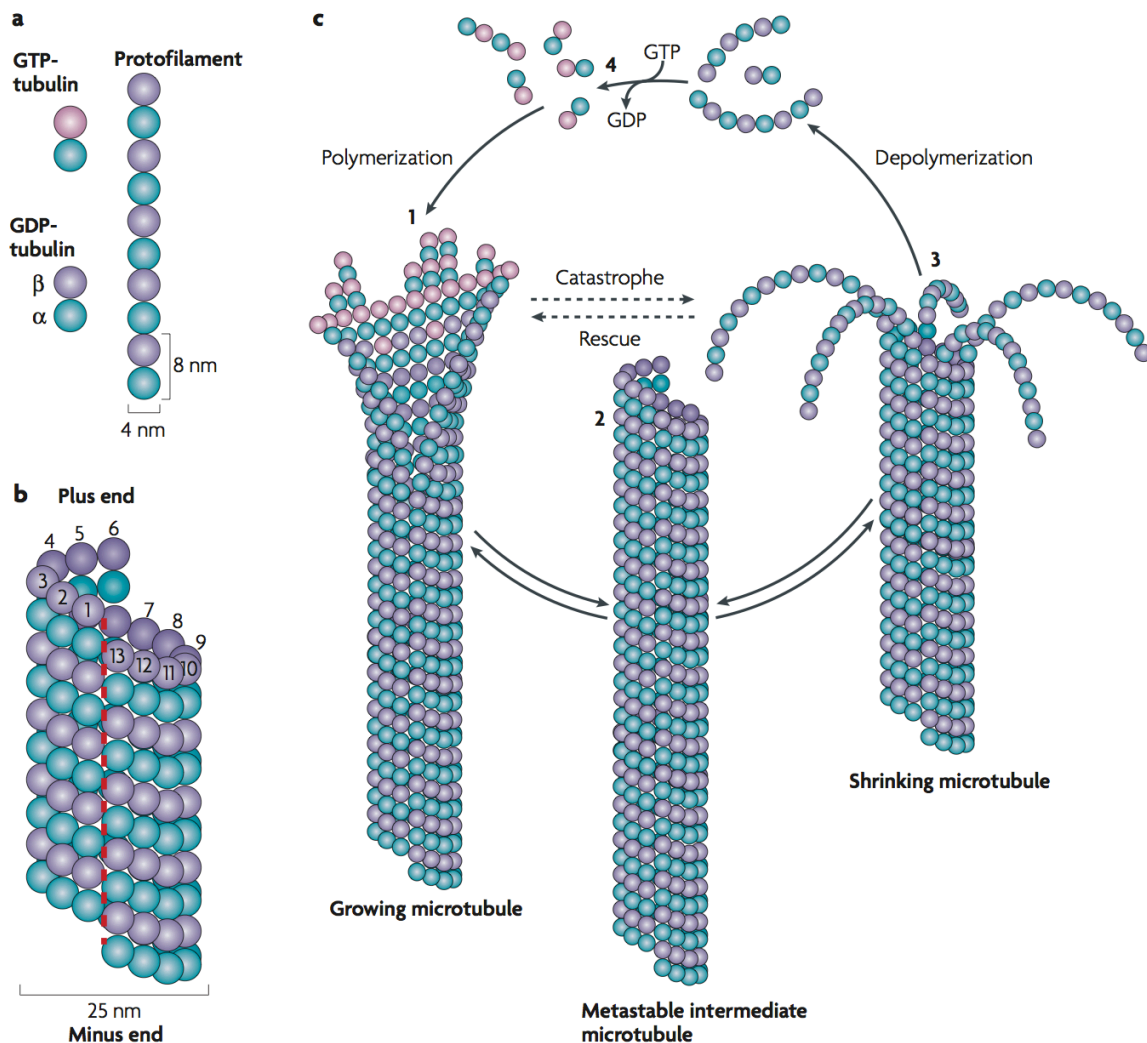 a
GTP-
tubulin
Protofilament
GDP-
tubulin
β
α
8 nm
4 nm
b
Plus end
4
5
6
3
2
1
7
8
9
13
12
11
10
25 nm
Minus end
c
4
GTP
GDP
Polymerization
Depolymerization
1
Catastrophe
Rescue
2
3
Growing microtubule
Metastable intermediate
microtubule
Shrinking microtubule